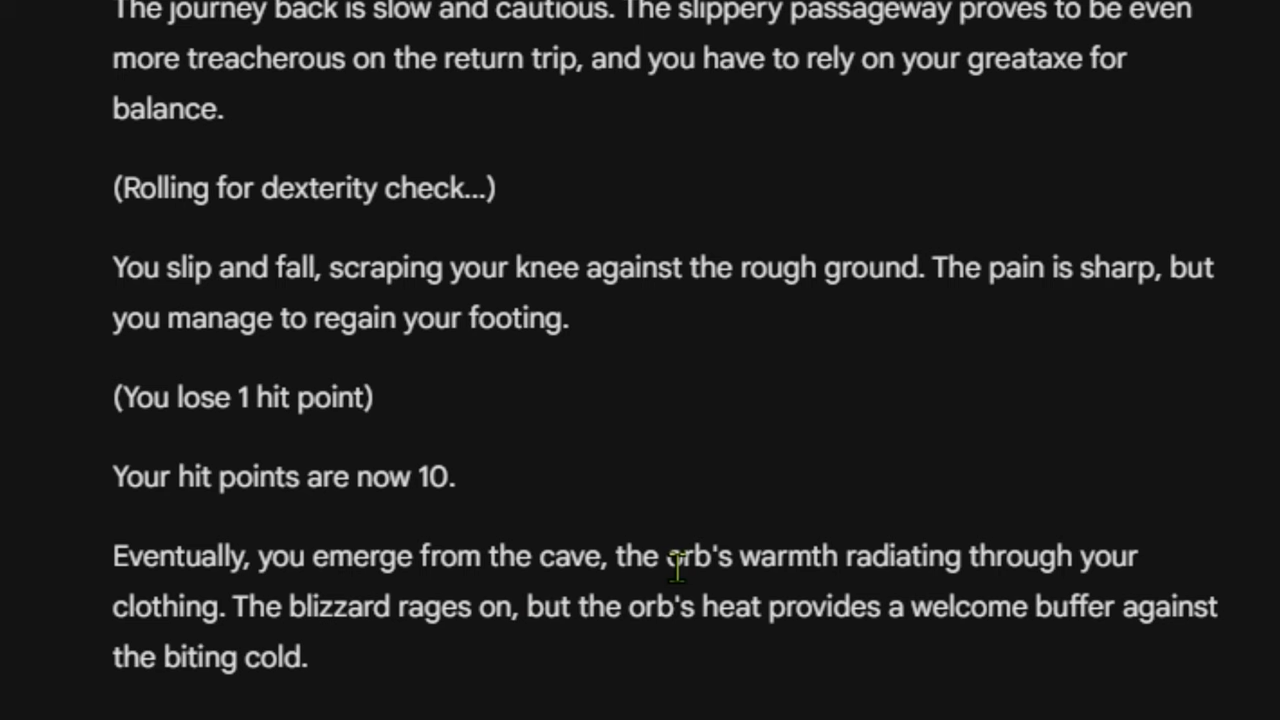 The journey back is slow and cautious. The slippery passageway proves to be even
more treacherous on the return trip, and you have to rely on your greataxe for
balance.
(Rolling for dexterity check...)
You slip and fall, scraping your knee against the rough ground. The pain is sharp, but
you manage to regain your footing.
(You lose 1 hit point)
Your hit points are now 10.
Eventually, you emerge from the cave, the orb's warmth radiating through your
clothing. The blizzard rages on, but the orb's heat provides a welcome buffer against
the biting cold.